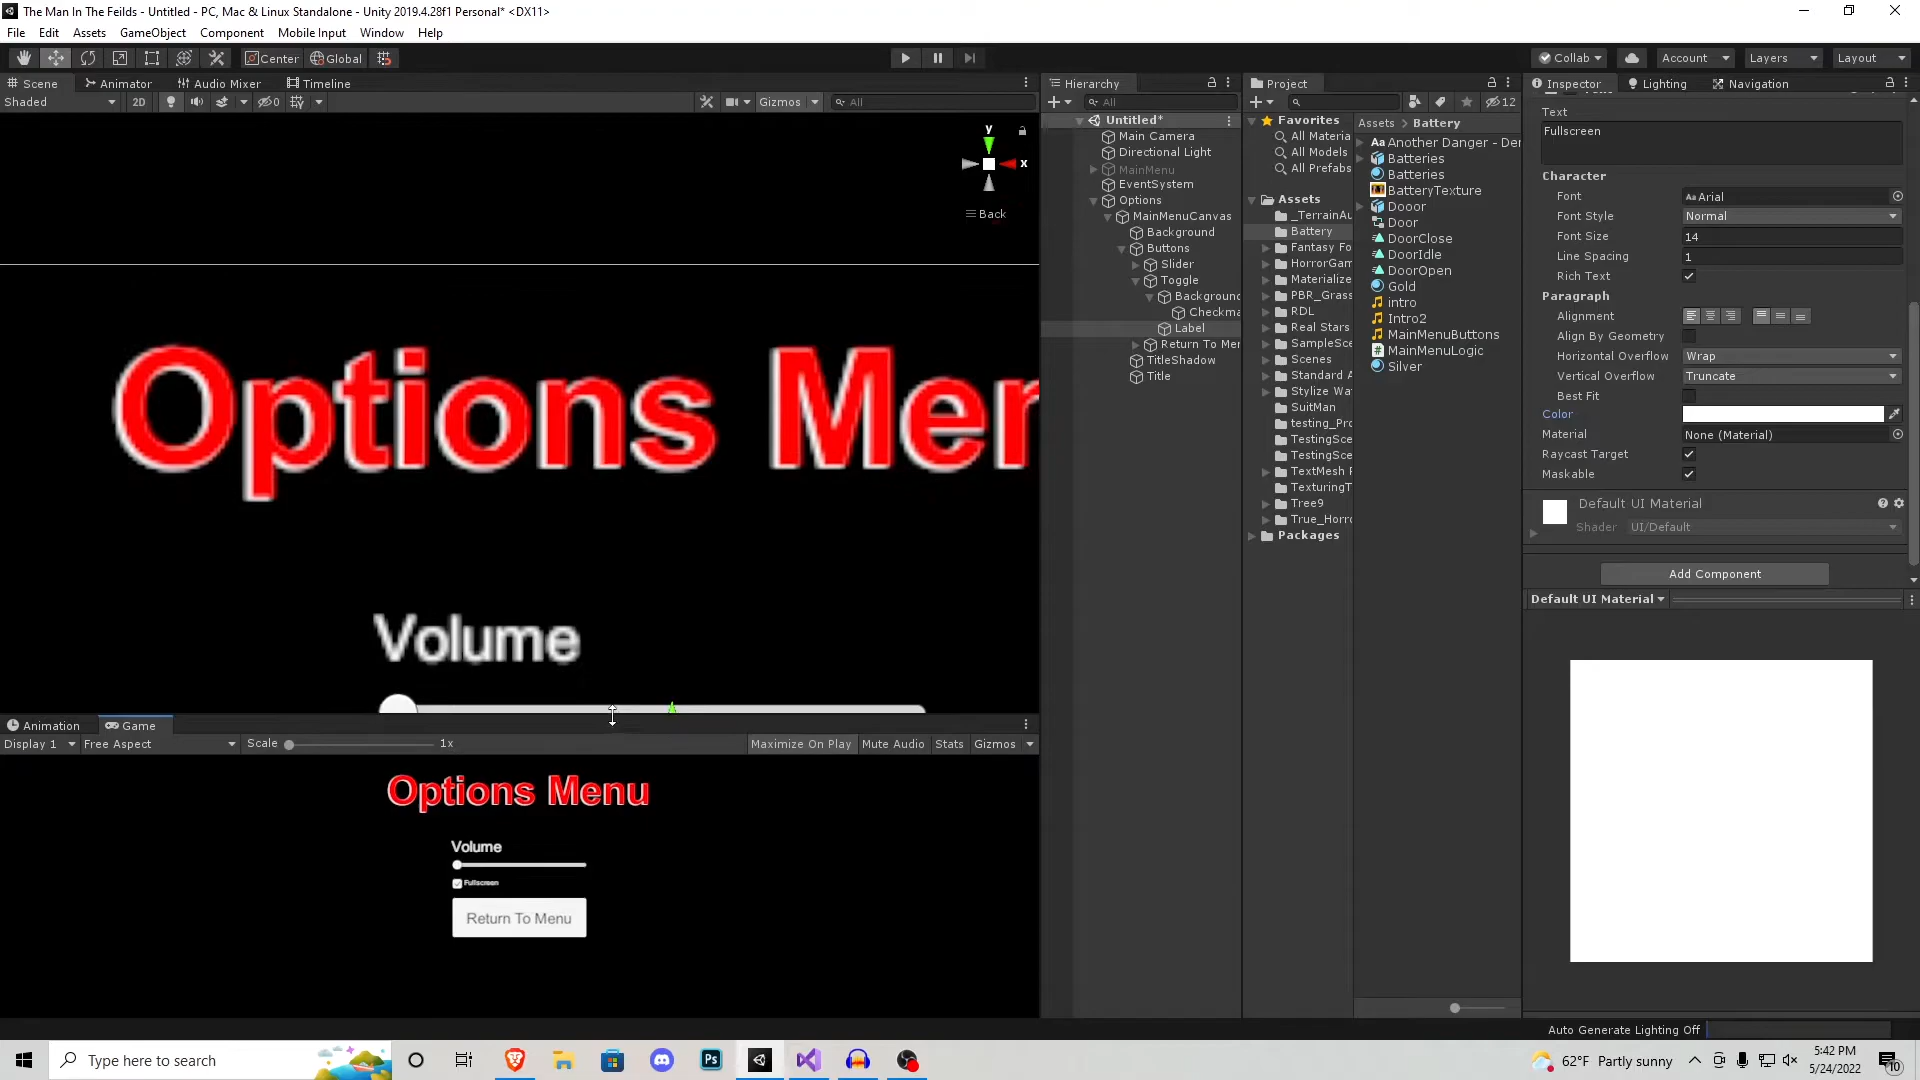 The Man In The Feilds - Untitled - PC, Mac & Linux Standalone - Unity 2019.4.28f1 Personal* <DX11>
File Edit Assets GameObject Component Mobile Input Window Help
Center Global Collab Account Layers Layout
Scene Animator Audio Mixer Timeline
Shaded 2D 0 Gizmos All
y
x
Back
Options Mer
Volume
Animation Game
Display 1 Free Aspect Scale 1x Maximize On Play Mute Audio Stats Gizmos
Options Menu
Volume
Fullscreen
Return To Menu
Hierarchy
All
Untitled*
Main Camera
Directional Light
MainMenu
EventSystem
Options
MainMenuCanvas
Background
Buttons
Slider
Toggle
Background
Checkma
Label
Return To Mer
TitleShadow
Title
Project
12
Favorites
All Materia
All Models
All Prefabs
Assets
_TerrainAu
Battery
Fantasy Fo
HorrorGam
Materialize
PBR_Grass
RDL
Real Stars
SampleSce
Scenes
Standard A
Stylize Wa
SuitMan
testing_Pro
TestingSce
TestingSce
TextMesh P
TexturingT
Tree9
True_Horro
Packages
Assets > Battery
Aa Another Danger - Der
Batteries
Batteries
BatteryTexture
Dooor
Door
DoorClose
DoorIdle
DoorOpen
Gold
intro
Intro2
MainMenuButtons
# MainMenuLogic
Silver
Inspector Lighting Navigation
Text
Fullscreen
Character
Font Aa Arial
Font Style Normal
Font Size 14
Line Spacing 1
Rich Text
Paragraph
Alignment
Align By Geometry
Horizontal Overflow Wrap
Vertical Overflow Truncate
Best Fit
Color
Material None (Material)
Raycast Target
Maskable
Default UI Material
Shader UI/Default
Add Component
Default UI Material
Auto Generate Lighting Off
Type here to search
Ps
62°F Partly sunny
5:42 PM
5/24/2022
10